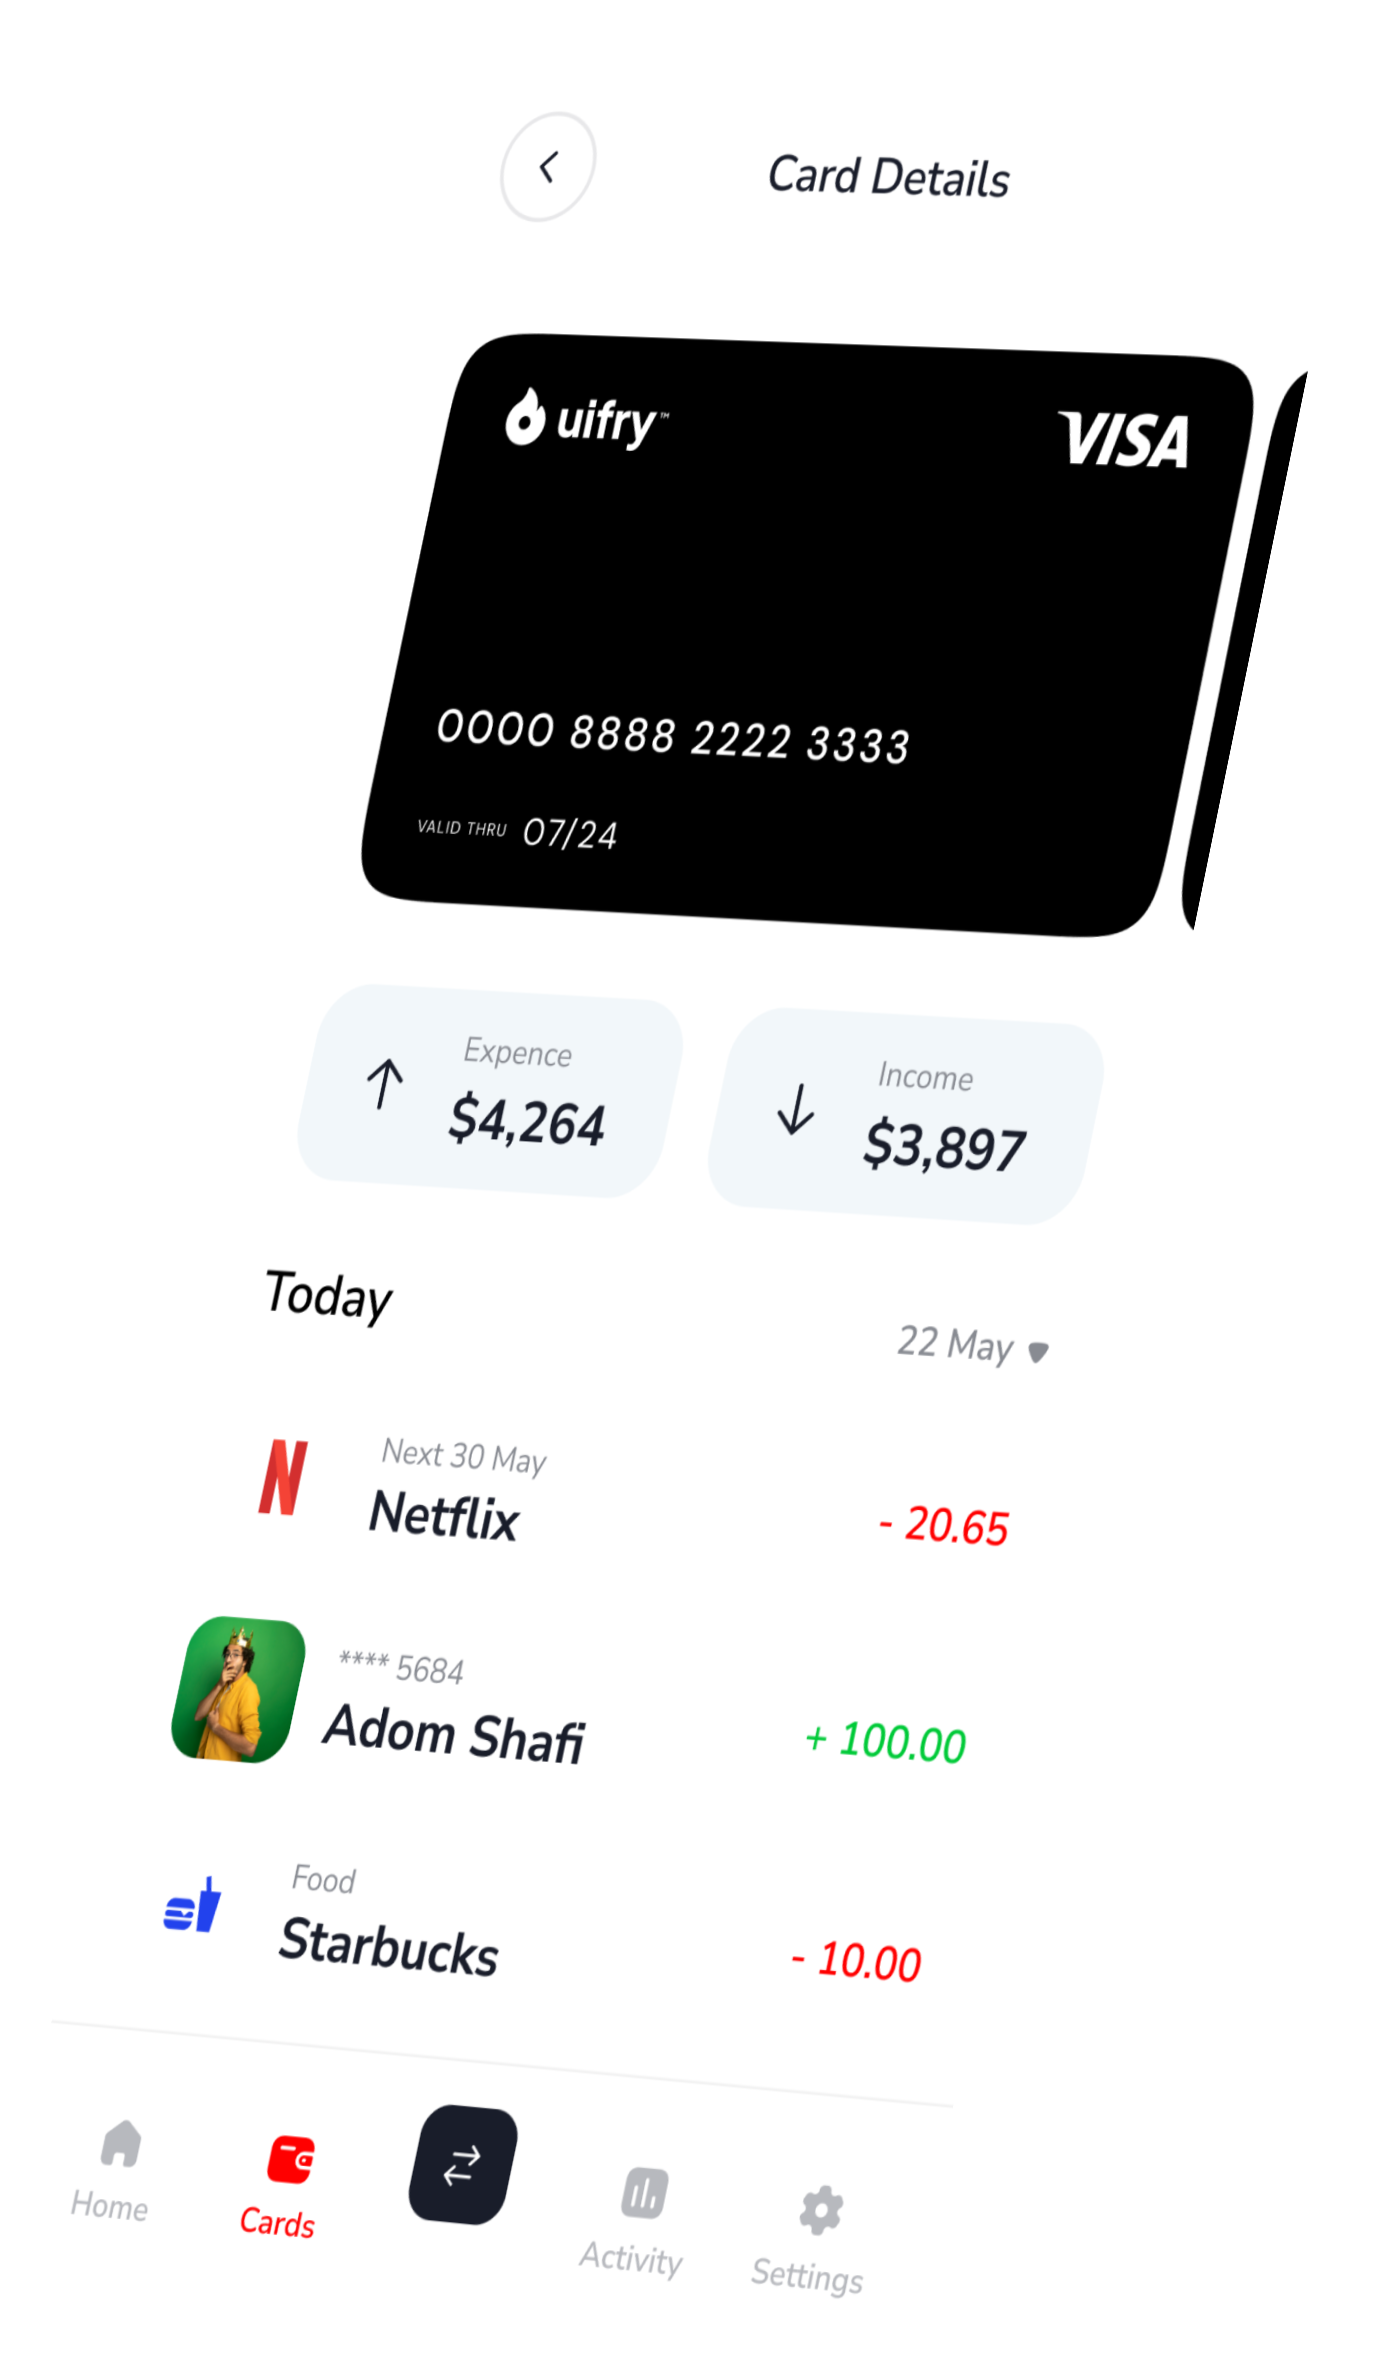 Card Details
uifry™
VISA
0000 8888 2222 3333
VALID THRU 07/24
Expence
$4,264
Income
$3,897
Today
22 May
Next 30 May
Netflix
- 20.65
**** 5684
Adom Shafi
+ 100.00
Food
Starbucks
- 10.00
Home
Cards
Activity
Settings